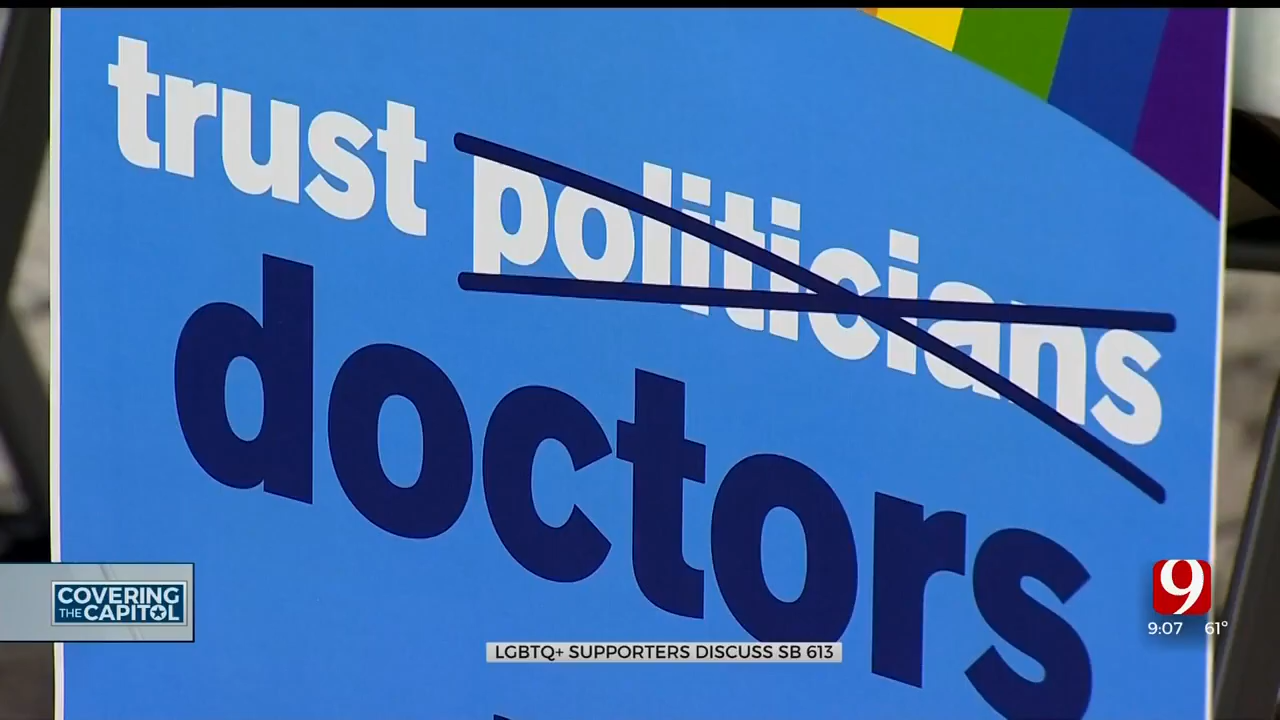 trust politicians
doctors
COVERING
THE CAPITOL
9
9:07 61°
LGBTQ+ SUPPORTERS DISCUSS SB 613